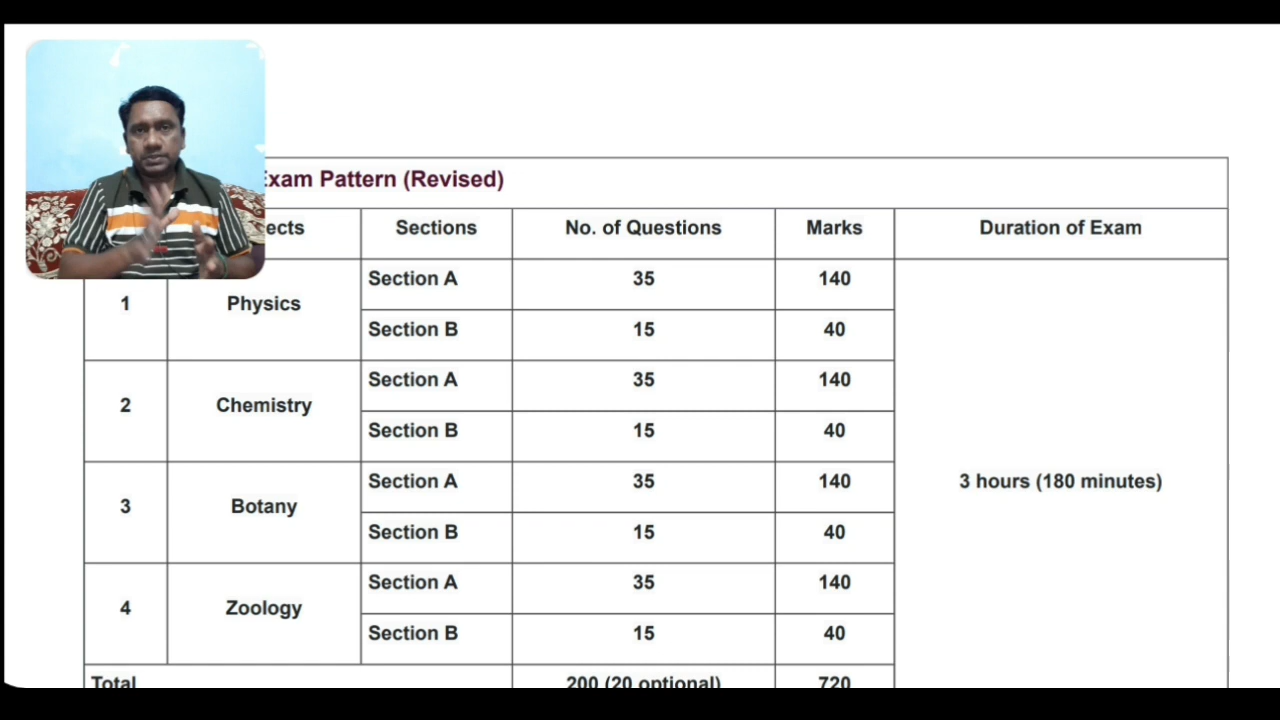 Exam Pattern (Revised)
ects Sections No. of Questions Marks Duration of Exam
1 Physics Section A 35 140
Section B 15 40
2 Chemistry Section A 35 140
Section B 15 40
3 Botany Section A 35 140
Section B 15 40
3 hours (180 minutes)
4 Zoology Section A 35 140
Section B 15 40
Total 200 (20 optional) 720